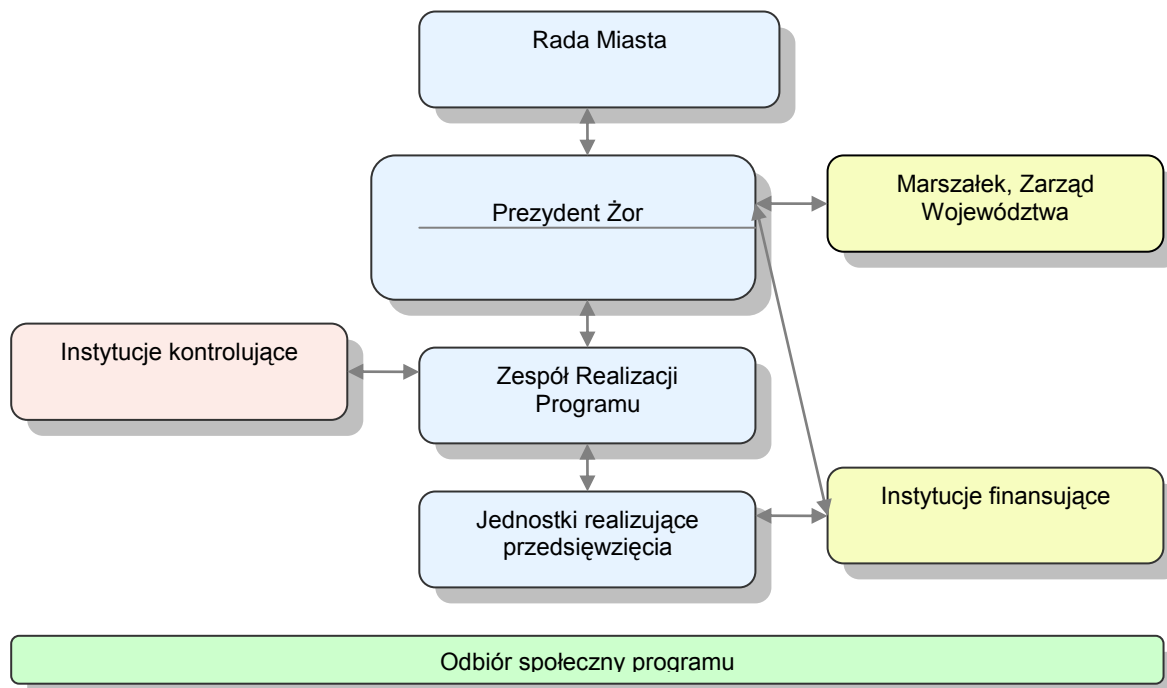 Rada Miasta
Prezydent Żor
Marszałek, Zarząd
Województwa
Instytucje kontrolujące
Zespół Realizacji
Programu
Instytucje finansujące
Jednostki realizujące
przedsięwzięcia
Odbiór społeczny programu